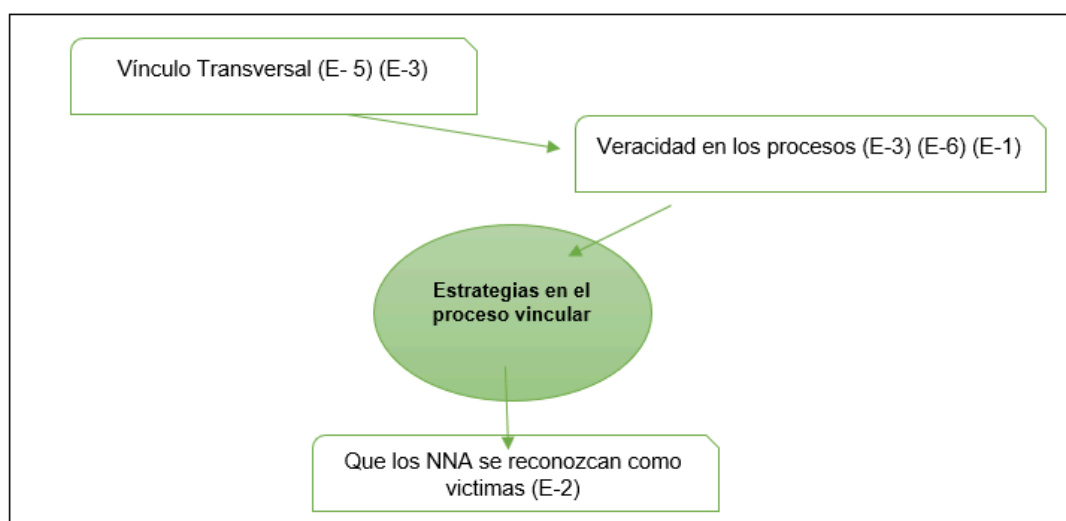 Vínculo Transversal (E- 5) (E-3)
Veracidad en los procesos (E-3) (E-6) (E-1)
Estrategias en el
proceso vincular
Que los NNA se reconozcan como
victimas (E-2)